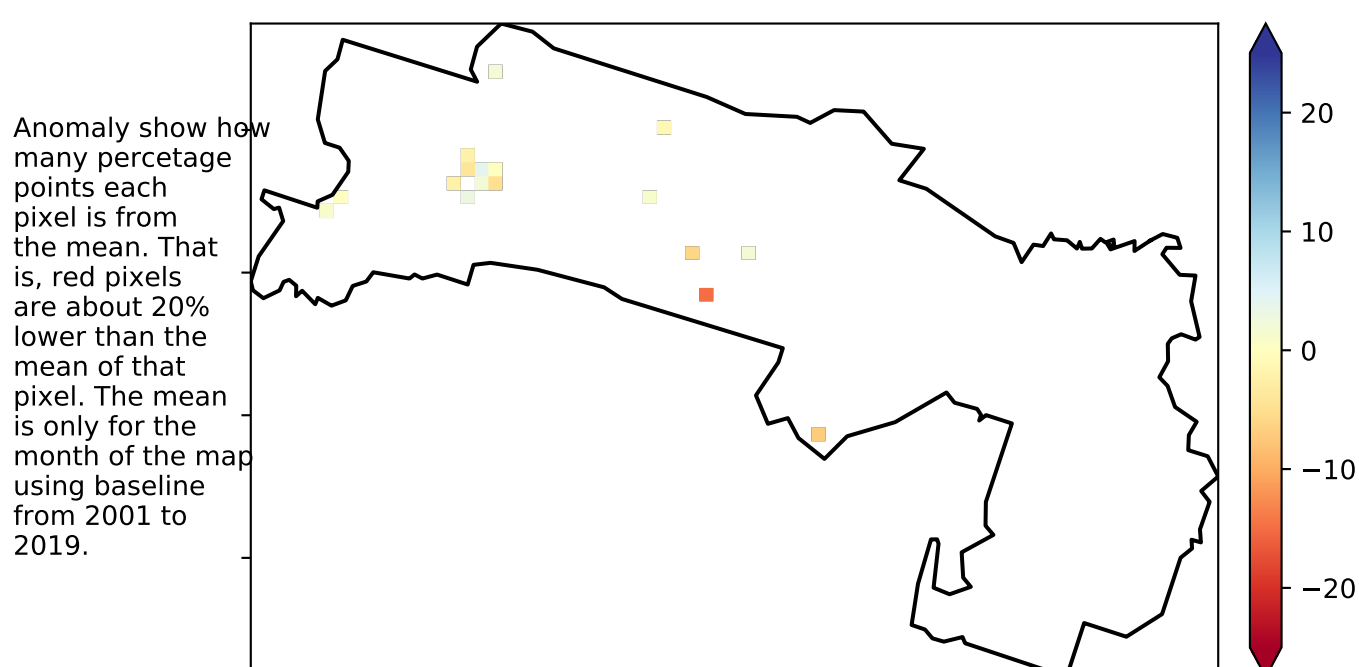 Anomaly show how
many percetage
points each
pixel is from
the mean. That
is, red pixels
are about 20%
lower than the
mean of that
pixel. The mean
is only for the
month of the map
using baseline
from 2001 to
2019.
20
10
0
−10
−20